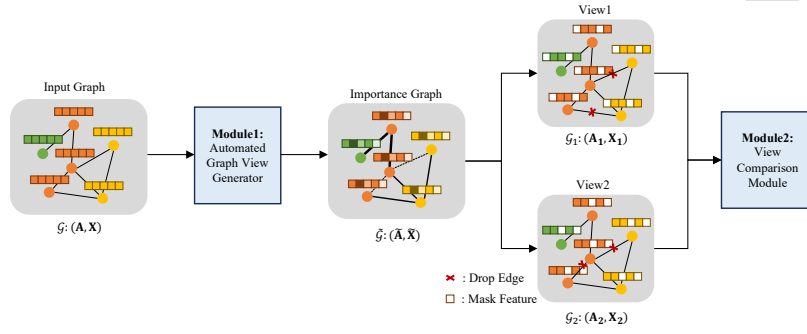 Input Graph
𝒢: (𝐀, 𝐗)
Module1:
Automated
Graph View
Generator
Importance Graph
𝒢̃: (𝐀̃, 𝐗̃)
View1
𝒢₁: (𝐀₁, 𝐗₁)
View2
𝒢₂: (𝐀₂, 𝐗₂)
: Drop Edge
: Mask Feature
Module2:
View
Comparison
Module